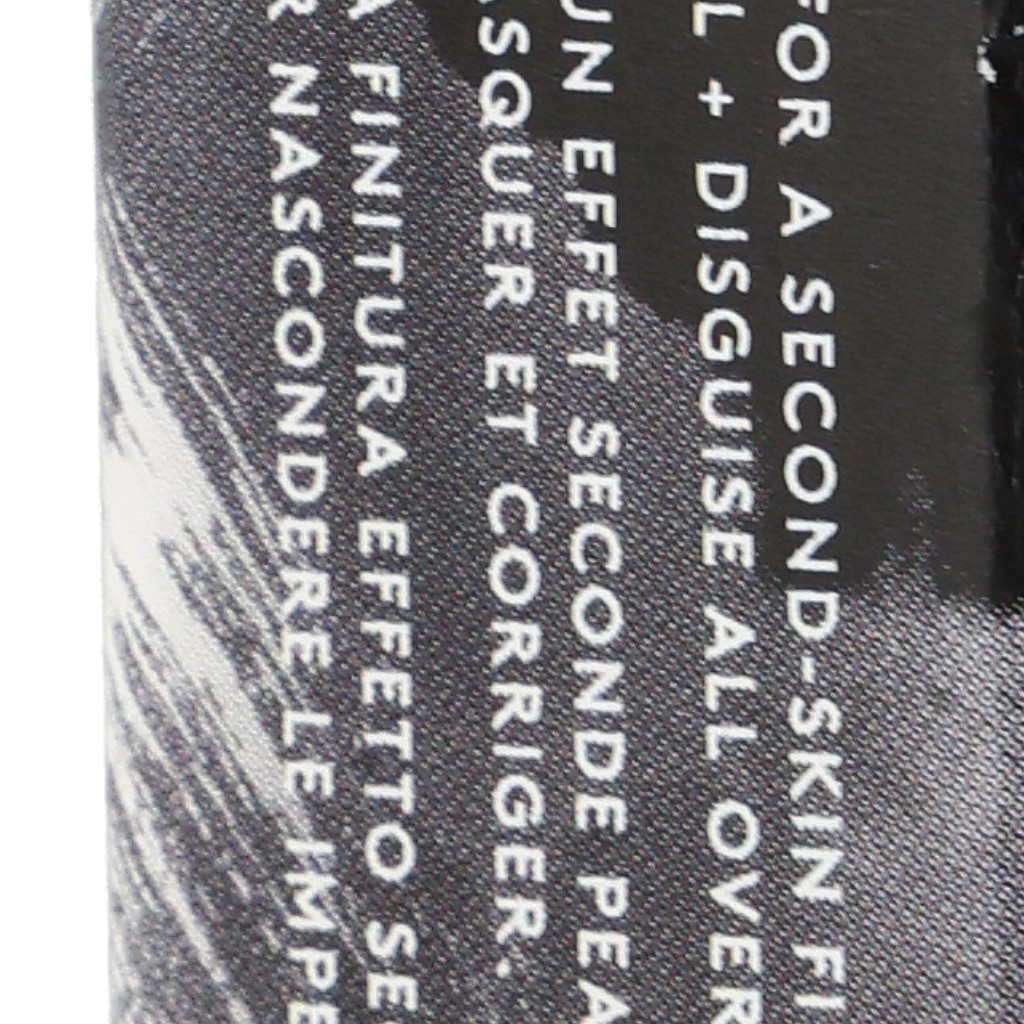 FOR A SECOND-SKIN FI
L + DISGUISE ALL OVER
UN EFFET SECONDE PEA
ASQUER ET CORRIGER.
A FINITURA EFFETTO SE
R NASCONDERE LE IMPE